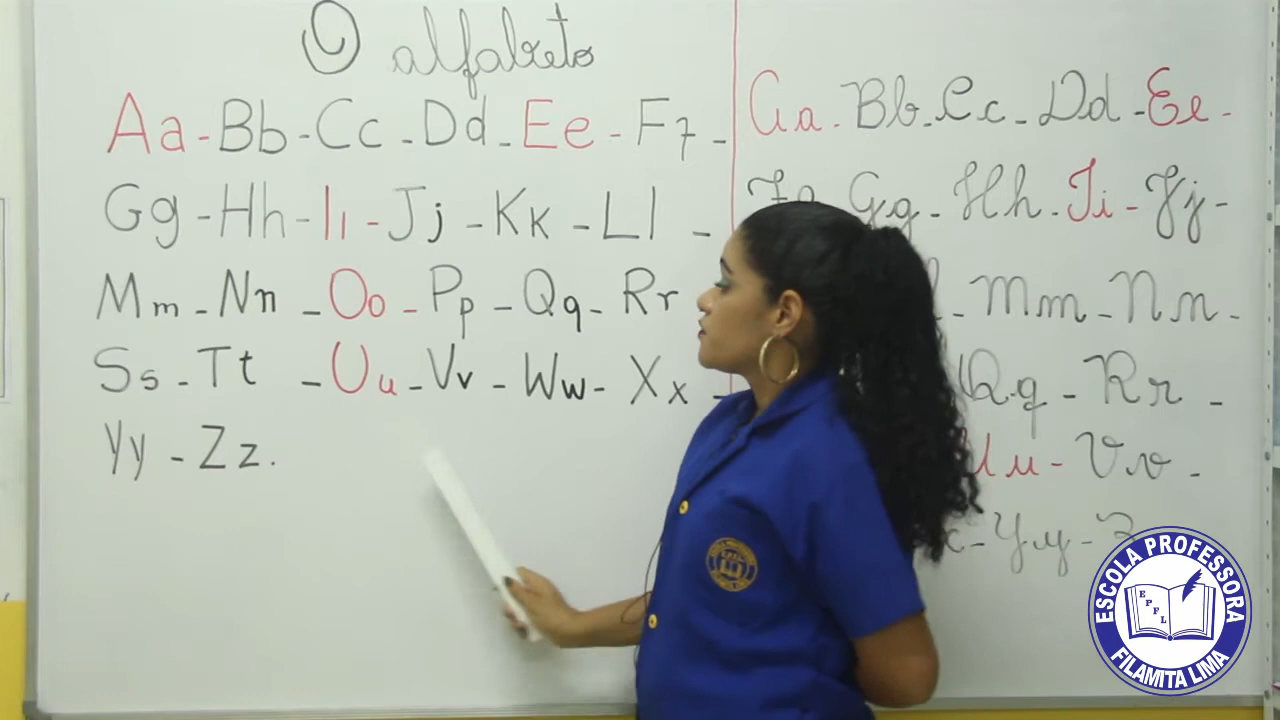 O alfabeto
Aa - Bb - Cc - Dd - Ee - Ff -
Gg - Hh - Ii - Jj - Kk - Ll -
Mm - Nn - Oo - Pp - Qq - Rr
Ss - Tt - Uu - Vv - Ww - Xx -
Yy - Zz.
Aa - Bb - Cc - Dd - Ee -
Gg - Hh - Ii - Jj -
- Mm - Nn -
Qq - Rr -
Uu - Vv -
- Yy -
ESCOLA PROFESSORA
EPFL
FILAMITA LIMA